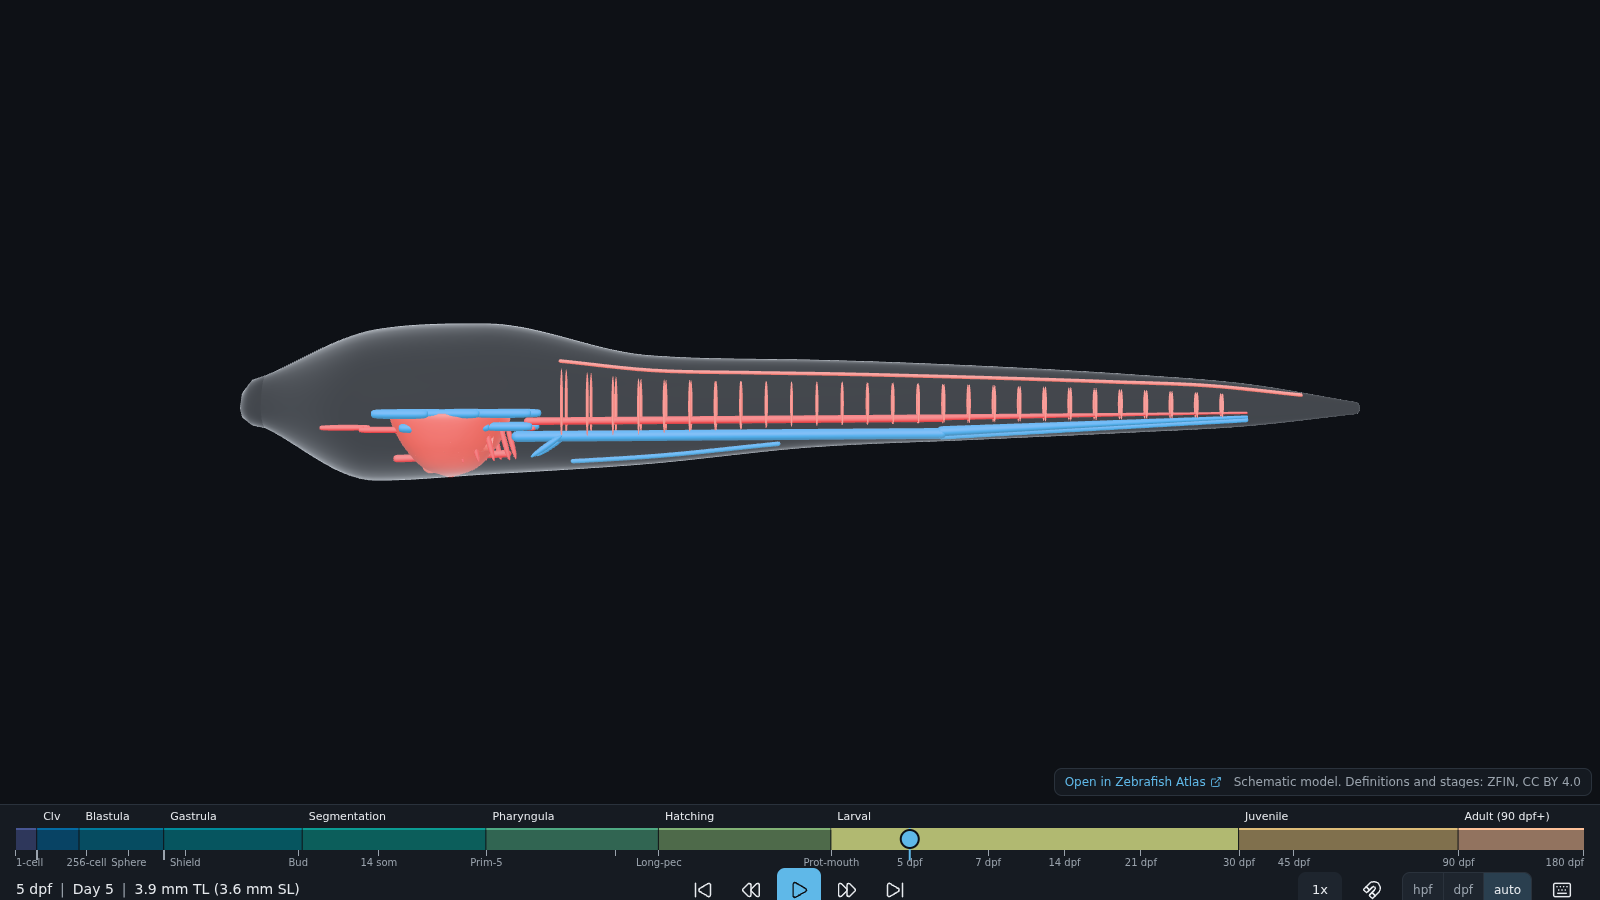 Open in Zebrafish Atlas Schematic model. Definitions and stages: ZFIN, CC BY 4.0
Clv Blastula Gastrula Segmentation Pharyngula Hatching Larval Juvenile Adult (90 dpf+)
1-cell 256-cell Sphere Shield Bud 14 som Prim-5 Long-pec Prot-mouth 5 dpf 7 dpf 14 dpf 21 dpf 30 dpf 45 dpf 90 dpf 180 dpf
5 dpf | Day 5 | 3.9 mm TL (3.6 mm SL) 1x hpf dpf auto